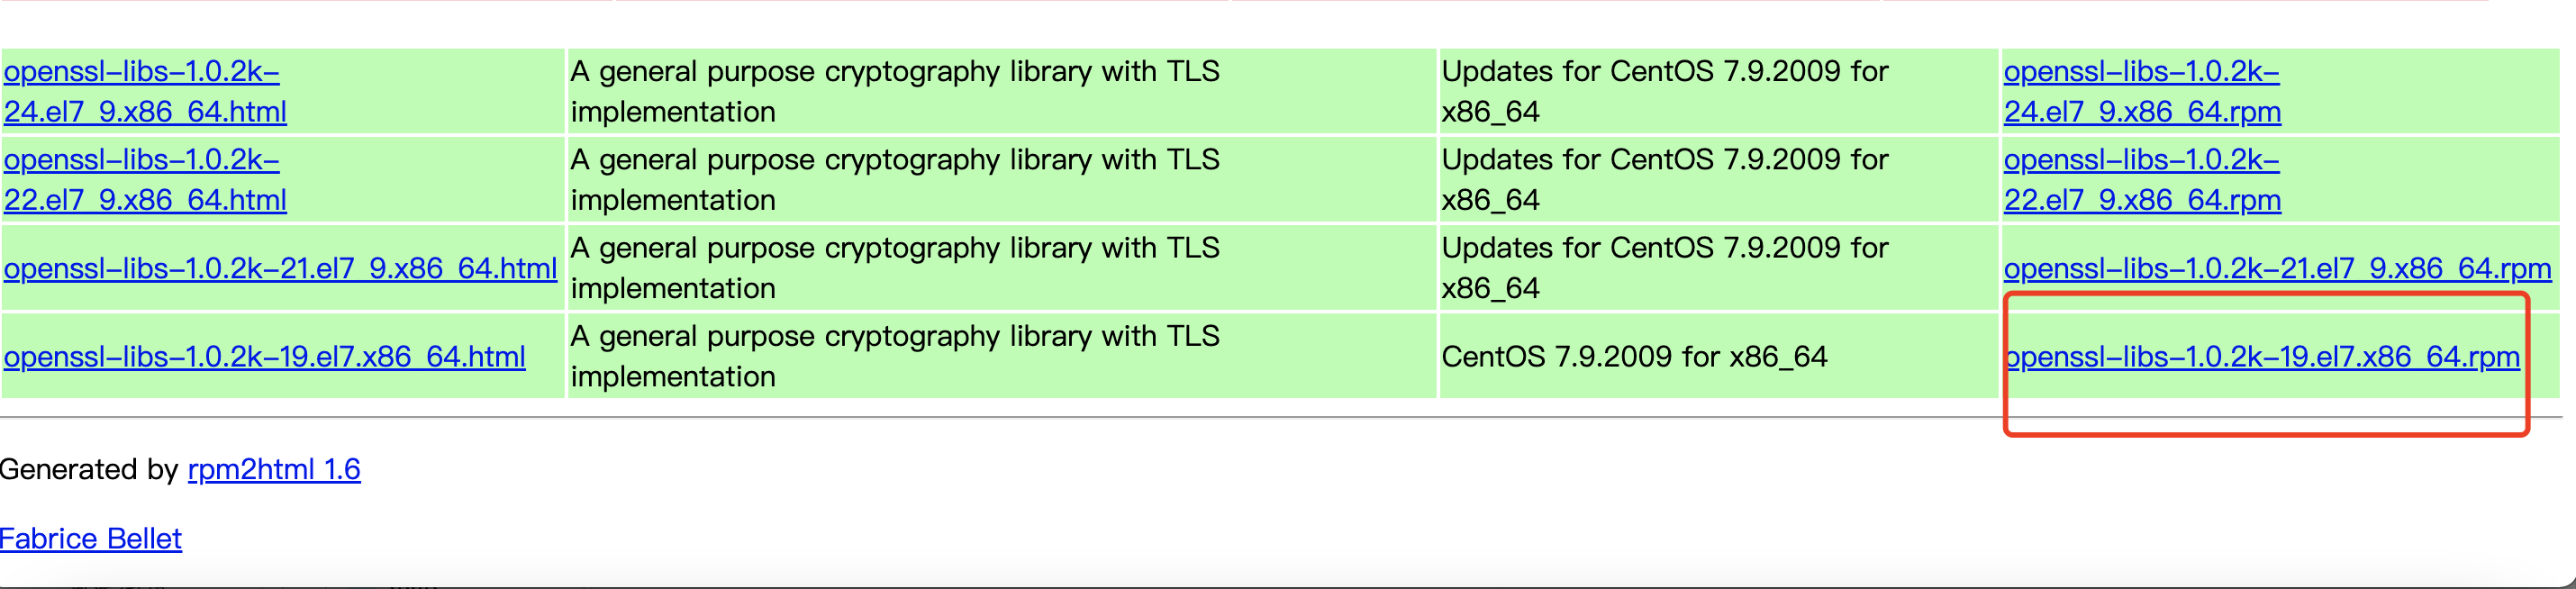 openssl-libs-1.0.2k-
24.el7_9.x86_64.html
A general purpose cryptography library with TLS
implementation
Updates for CentOS 7.9.2009 for
x86_64
openssl-libs-1.0.2k-
24.el7_9.x86_64.rpm
openssl-libs-1.0.2k-
22.el7_9.x86_64.html
A general purpose cryptography library with TLS
implementation
Updates for CentOS 7.9.2009 for
x86_64
openssl-libs-1.0.2k-
22.el7_9.x86_64.rpm
openssl-libs-1.0.2k-21.el7_9.x86_64.html
A general purpose cryptography library with TLS
implementation
Updates for CentOS 7.9.2009 for
x86_64
openssl-libs-1.0.2k-21.el7_9.x86_64.rpm
openssl-libs-1.0.2k-19.el7.x86_64.html
A general purpose cryptography library with TLS
implementation
CentOS 7.9.2009 for x86_64
openssl-libs-1.0.2k-19.el7.x86_64.rpm
Generated by rpm2html 1.6
Fabrice Bellet